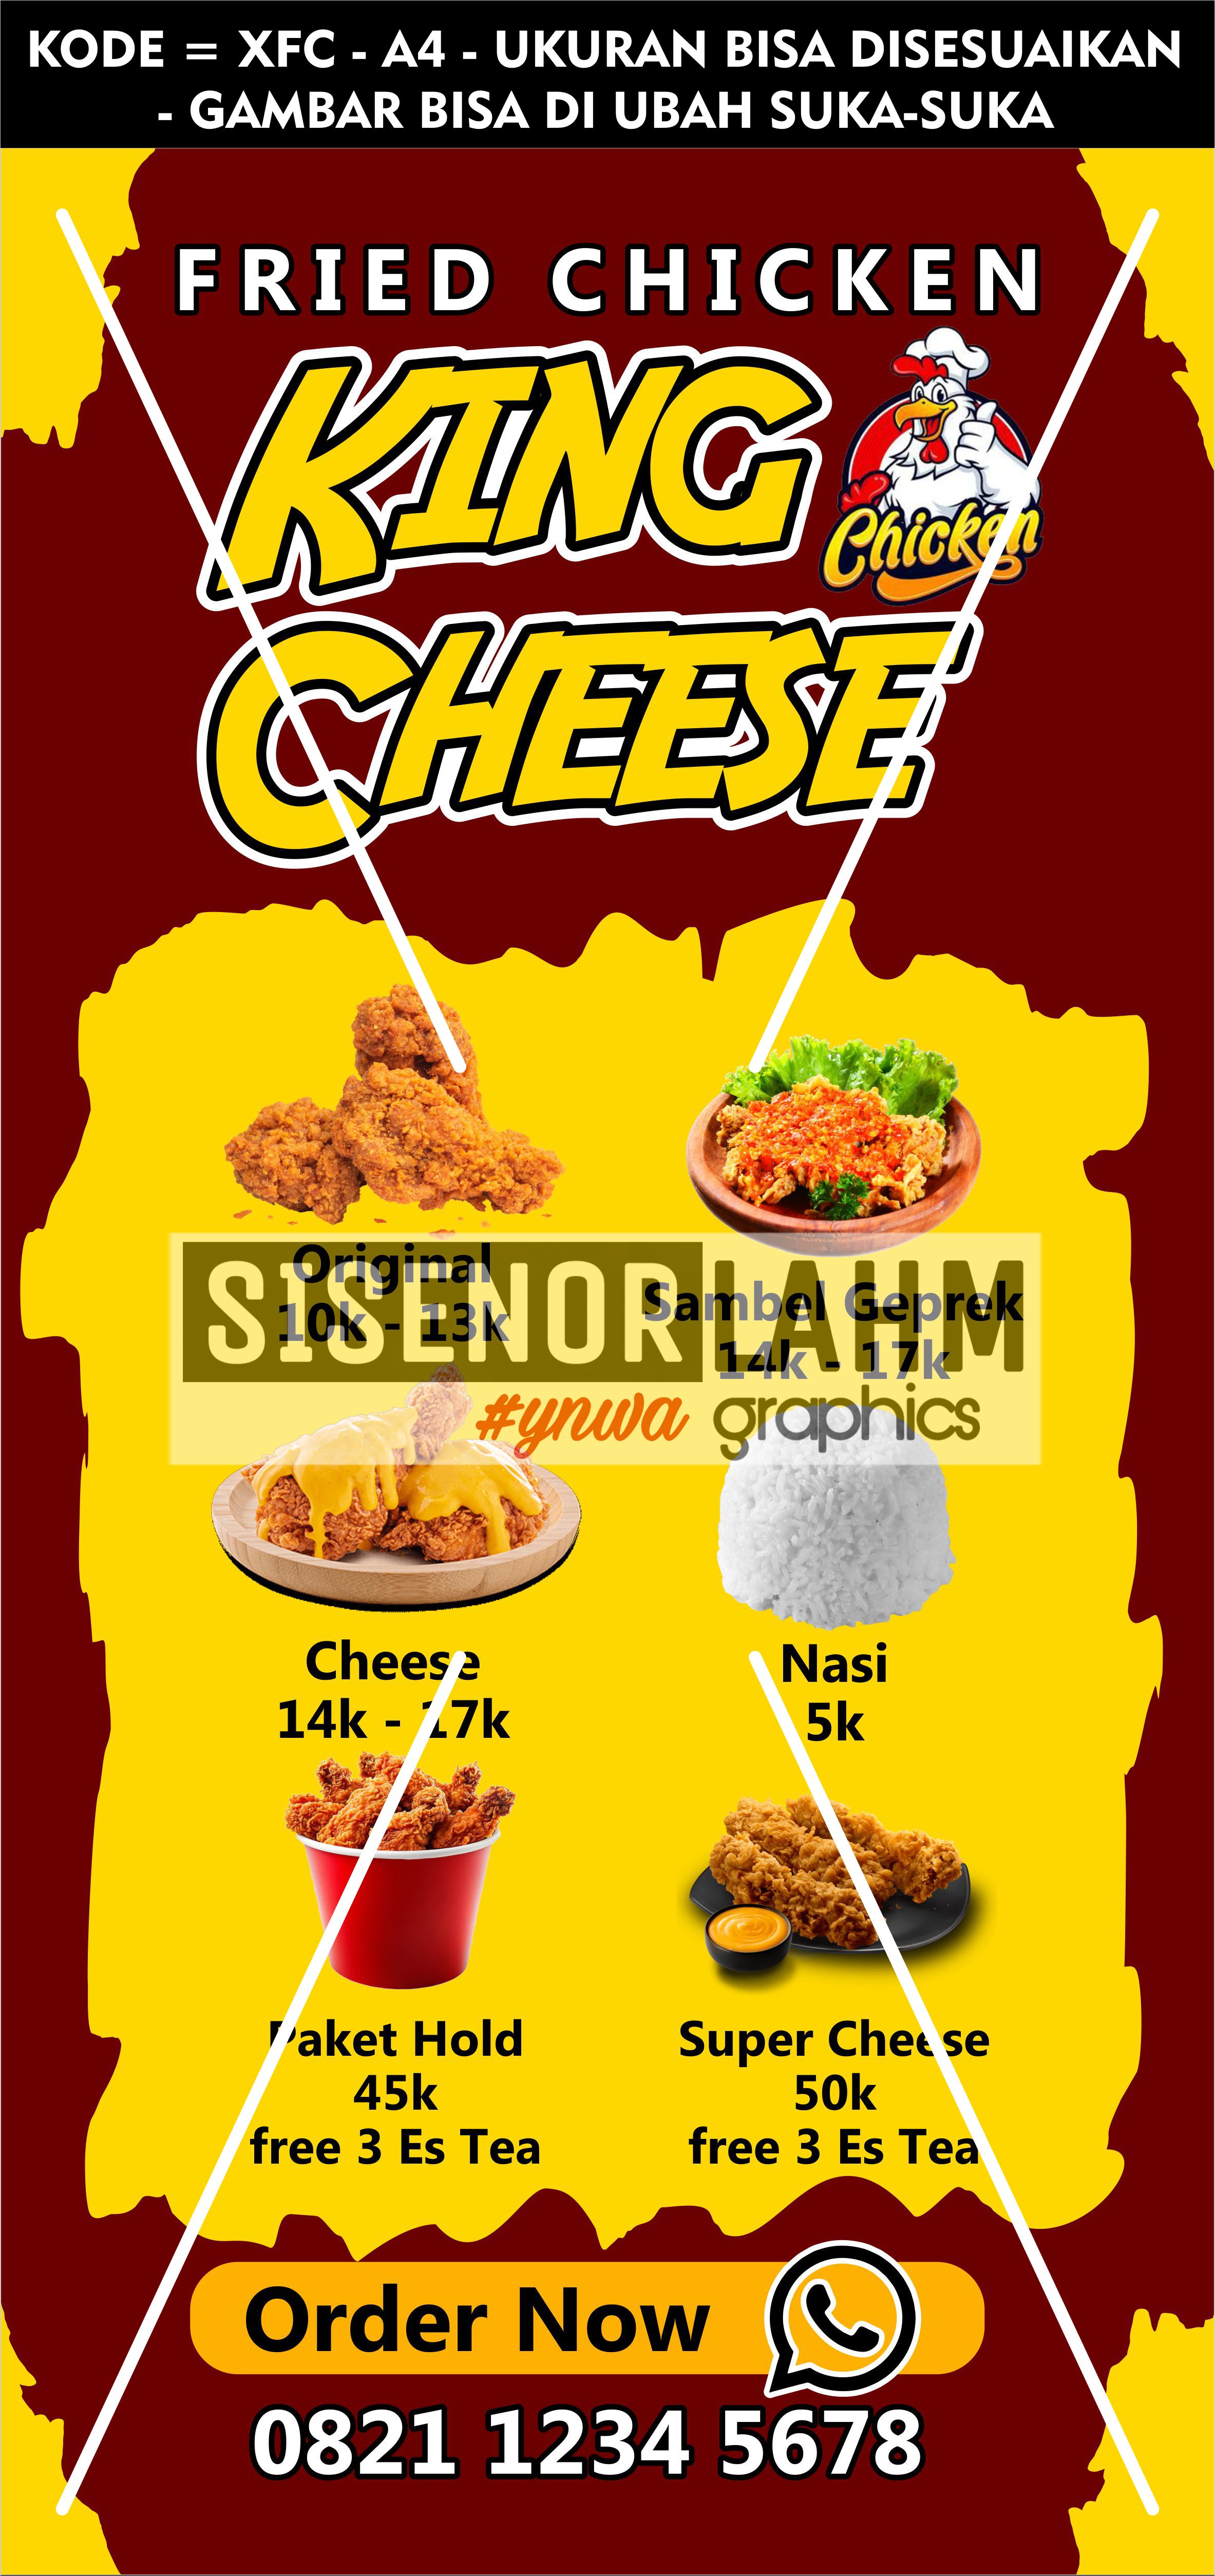 KODE = XFC - A4 - UKURAN BISA DISESUAIKAN
- GAMBAR BISA DI UBAH SUKA-SUKA
FRIED CHICKEN
KING
Chicken
CHEESE
Original
10k - 13k
Sambel Geprek
14k - 17k
SISENORLAHM
#ynwa graphics
Cheese
14k - 17k
Nasi
5k
Paket Hold
45k
free 3 Es Tea
Super Cheese
50k
free 3 Es Tea
Order Now
0821 1234 5678